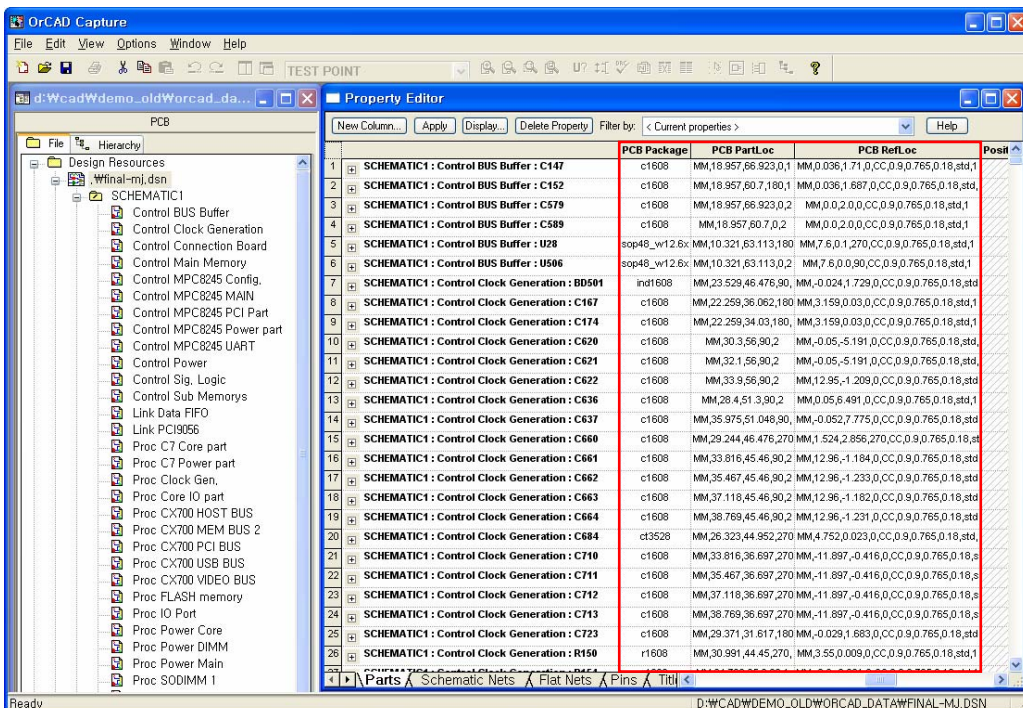 OrCAD Capture
File Edit View Options Window Help
TEST POINT
d:₩cad₩demo_old₩orcad_da...
PCB
File Hierarchy
Design Resources
.₩final-mj.dsn
SCHEMATIC1
Control BUS Buffer
Control Clock Generation
Control Connection Board
Control Main Memory
Control MPC8245 Config.
Control MPC8245 MAIN
Control MPC8245 PCI Part
Control MPC8245 Power part
Control MPC8245 UART
Control Power
Control Sig. Logic
Control Sub Memorys
Link Data FIFO
Link PCI9056
Proc C7 Core part
Proc C7 Power part
Proc Clock Gen.
Proc Core IO part
Proc CX700 HOST BUS
Proc CX700 MEM BUS 2
Proc CX700 PCI BUS
Proc CX700 USB BUS
Proc CX700 VIDEO BUS
Proc FLASH memory
Proc IO Port
Proc Power Core
Proc Power DIMM
Proc Power Main
Proc SODIMM 1
Property Editor
New Column... Apply Display... Delete Property Filter by: < Current properties > Help
PCB Package PCB PartLoc PCB RefLoc Posit
1 SCHEMATIC1 : Control BUS Buffer : C147 c1608 MM,18.957,66.923,0,1 MM,0.036,1.71,0,CC,0.9,0.765,0.18,std,1
2 SCHEMATIC1 : Control BUS Buffer : C152 c1608 MM,18.957,60.7,180,1 MM,0.036,1.687,0,CC,0.9,0.765,0.18,std,
3 SCHEMATIC1 : Control BUS Buffer : C579 c1608 MM,18.957,66.923,0,2 MM,0.0,2.0,0,CC,0.9,0.765,0.18,std,1
4 SCHEMATIC1 : Control BUS Buffer : C589 c1608 MM,18.957,60.7,0,2 MM,0.0,2.0,0,CC,0.9,0.765,0.18,std,1
5 SCHEMATIC1 : Control BUS Buffer : U28 sop48_w12.6x MM,10.321,63.113,180 MM,7.6,0.1,270,CC,0.9,0.765,0.18,std,1
6 SCHEMATIC1 : Control BUS Buffer : U506 sop48_w12.6x MM,10.321,63.113,0,2 MM,7.6,0.0,90,CC,0.9,0.765,0.18,std,1
7 SCHEMATIC1 : Control Clock Generation : BD501 ind1608 MM,23.529,46.476,90, MM,-0.024,1.729,0,CC,0.9,0.765,0.18,std
8 SCHEMATIC1 : Control Clock Generation : C167 c1608 MM,22.259,36.062,180 MM,3.159,0.03,0,CC,0.9,0.765,0.18,std,1
9 SCHEMATIC1 : Control Clock Generation : C174 c1608 MM,22.259,34.03,180, MM,3.159,0.03,0,CC,0.9,0.765,0.18,std,1
10 SCHEMATIC1 : Control Clock Generation : C620 c1608 MM,30.3,56,90,2 MM,-0.05,-5.191,0,CC,0.9,0.765,0.18,std,
11 SCHEMATIC1 : Control Clock Generation : C621 c1608 MM,32.1,56,90,2 MM,-0.05,-5.191,0,CC,0.9,0.765,0.18,std,
12 SCHEMATIC1 : Control Clock Generation : C622 c1608 MM,33.9,56,90,2 MM,12.95,-1.209,0,CC,0.9,0.765,0.18,std
13 SCHEMATIC1 : Control Clock Generation : C636 c1608 MM,28.4,51.3,90,2 MM,0.05,6.491,0,CC,0.9,0.765,0.18,std,1
14 SCHEMATIC1 : Control Clock Generation : C637 c1608 MM,35.975,51.048,90, MM,-0.052,7.775,0,CC,0.9,0.765,0.18,std
15 SCHEMATIC1 : Control Clock Generation : C660 c1608 MM,29.244,46.476,270 MM,1.524,2.856,270,CC,0.9,0.765,0.18,st
16 SCHEMATIC1 : Control Clock Generation : C661 c1608 MM,33.816,45.46,90,2 MM,12.96,-1.184,0,CC,0.9,0.765,0.18,std
17 SCHEMATIC1 : Control Clock Generation : C662 c1608 MM,35.467,45.46,90,2 MM,12.96,-1.233,0,CC,0.9,0.765,0.18,std
18 SCHEMATIC1 : Control Clock Generation : C663 c1608 MM,37.118,45.46,90,2 MM,12.96,-1.182,0,CC,0.9,0.765,0.18,std
19 SCHEMATIC1 : Control Clock Generation : C664 c1608 MM,38.769,45.46,90,2 MM,12.96,-1.231,0,CC,0.9,0.765,0.18,std
20 SCHEMATIC1 : Control Clock Generation : C684 ct3528 MM,26.323,44.952,270 MM,4.752,0.023,0,CC,0.9,0.765,0.18,std,
21 SCHEMATIC1 : Control Clock Generation : C710 c1608 MM,33.816,36.697,270 MM,-11.897,-0.416,0,CC,0.9,0.765,0.18,s
22 SCHEMATIC1 : Control Clock Generation : C711 c1608 MM,35.467,36.697,270 MM,-11.897,-0.416,0,CC,0.9,0.765,0.18,s
23 SCHEMATIC1 : Control Clock Generation : C712 c1608 MM,37.118,36.697,270 MM,-11.897,-0.416,0,CC,0.9,0.765,0.18,s
24 SCHEMATIC1 : Control Clock Generation : C713 c1608 MM,38.769,36.697,270 MM,-11.897,-0.416,0,CC,0.9,0.765,0.18,s
25 SCHEMATIC1 : Control Clock Generation : C723 c1608 MM,29.371,31.617,180 MM,-0.029,1.683,0,CC,0.9,0.765,0.18,std
26 SCHEMATIC1 : Control Clock Generation : R150 r1608 MM,30.991,44.45,270, MM,3.55,0.009,0,CC,0.9,0.765,0.18,std,1
Parts Schematic Nets Flat Nets Pins Titl
Ready D:₩CAD₩DEMO_OLD₩ORCAD_DATA₩FINAL-MJ.DSN